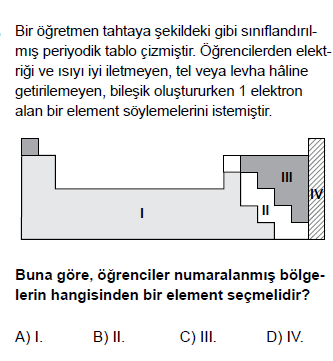 Bir öğretmen tahtaya şekildeki gibi sınıflandırıl-
mış periyodik tablo çizmiştir. Öğrencilerden elekt-
riği ve ısıyı iyi iletmeyen, tel veya levha hâline
getirilemeyen, bileşik oluştururken 1 elektron
alan bir element söylemelerini istemiştir.
III
IV
I
II
Buna göre, öğrenciler numaralanmış bölge-
lerin hangisinden bir element seçmelidir?
A) I. B) II. C) III. D) IV.